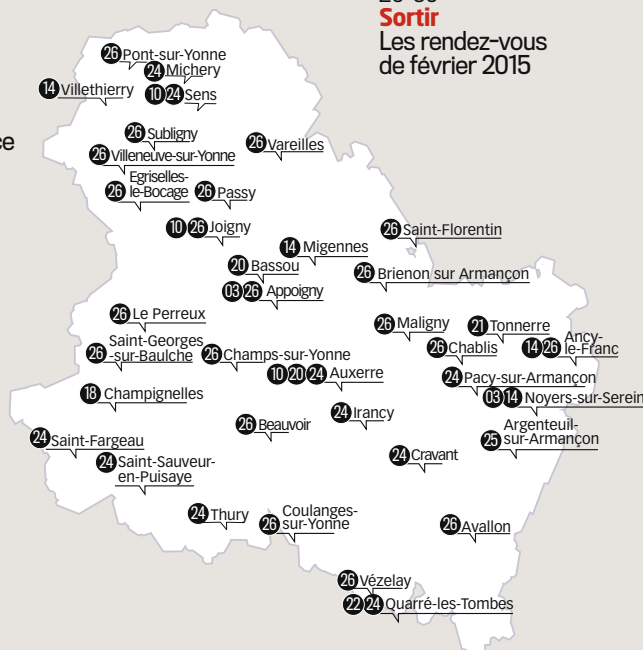 26-30
Sortir
Les rendez-vous
de février 2015
26 Pont-sur-Yonne
24 Michery
14 Villethierry
10 24 Sens
ce
26 Subligny
26 Vareilles
26 Villeneuve-sur-Yonne
Egriselles-
26 le-Bocage
26 Passy
10 26 Joigny
26 Saint-Florentin
14 Migennes
20 Bassou
26 Brienon sur Armançon
03 26 Appoigny
26 Le Perreux
26 Maligny
21 Tonnerre
Saint-Georges
26 -sur-Baulche
26 Champs-sur-Yonne
26 Chablis
14 26 Ancy-
le-Franc
10 20 24 Auxerre
24 Pacy-sur-Armançon
18 Champignelles
03 14 Noyers-sur-Serein
24 Irancy
26 Beauvoir
Argenteuil-
25 sur-Armançon
24 Saint-Fargeau
24 Saint-Sauveur-
en-Puisaye
24 Cravant
24 Thury
Coulanges-
26 sur-Yonne
26 Avallon
26 Vézelay
22 24 Quarré-les-Tombes